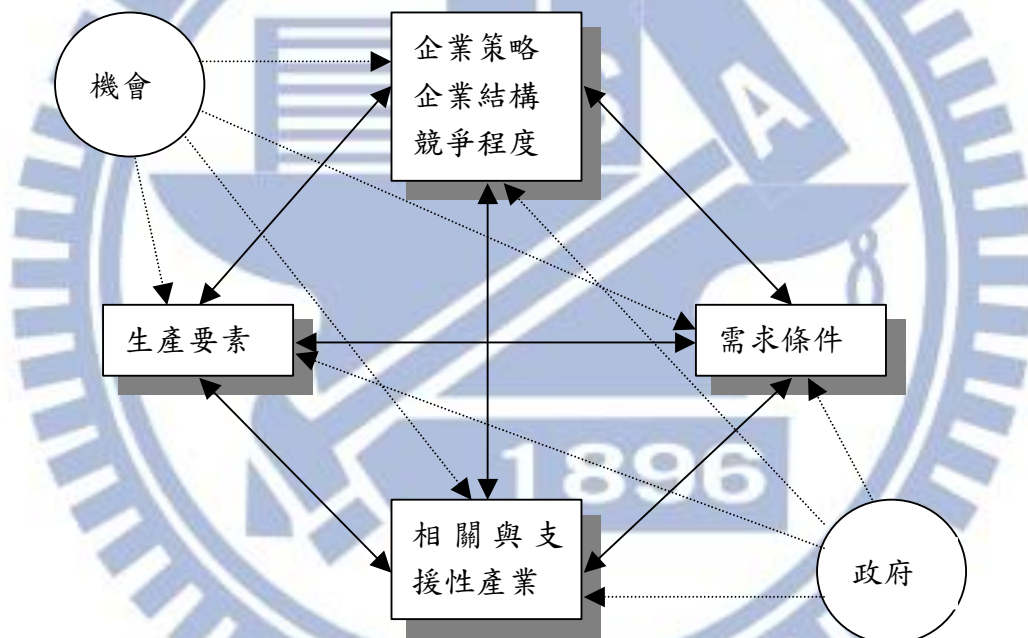 機會
企業策略
企業結構
競爭程度
生產要素
需求條件
相關與支
援性產業
政府
S
A
1896